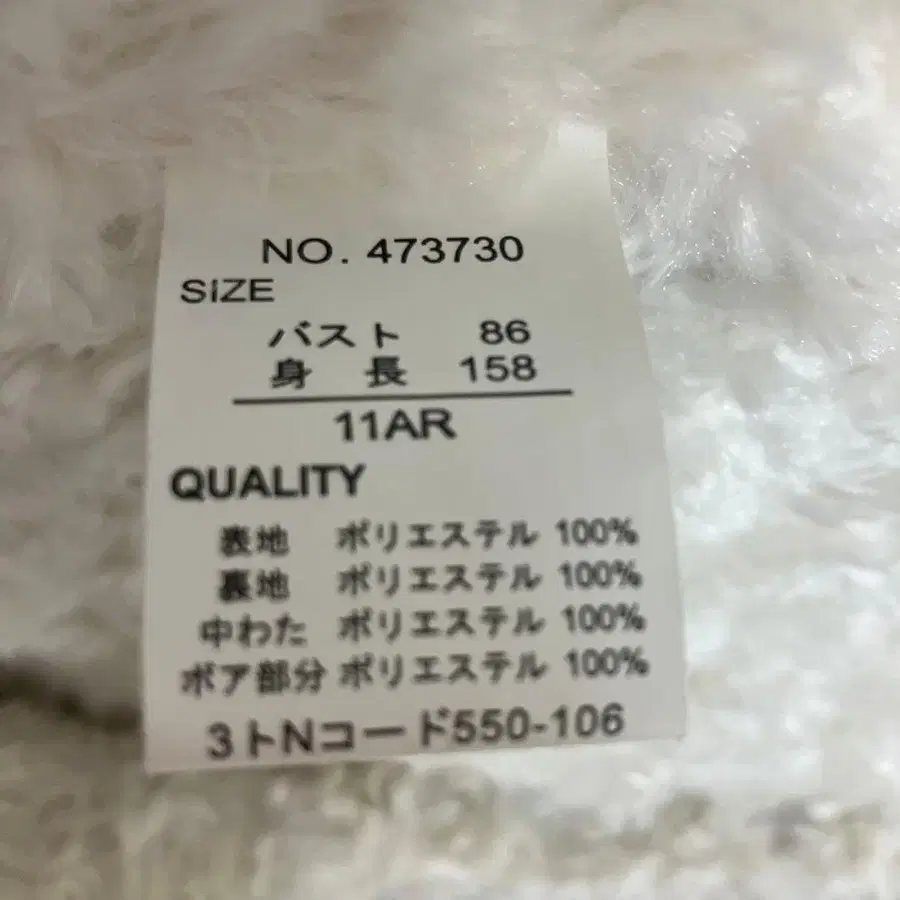 NO. 473730
SiZE
バスト 86
身 長 158
11AR
QUALITY
表地 ポリエステル 100%
裏地 ポリエステル 100%
中わた ポリエステル 100%
ボア部分 ポリエステル 100%
3トNコード550-106